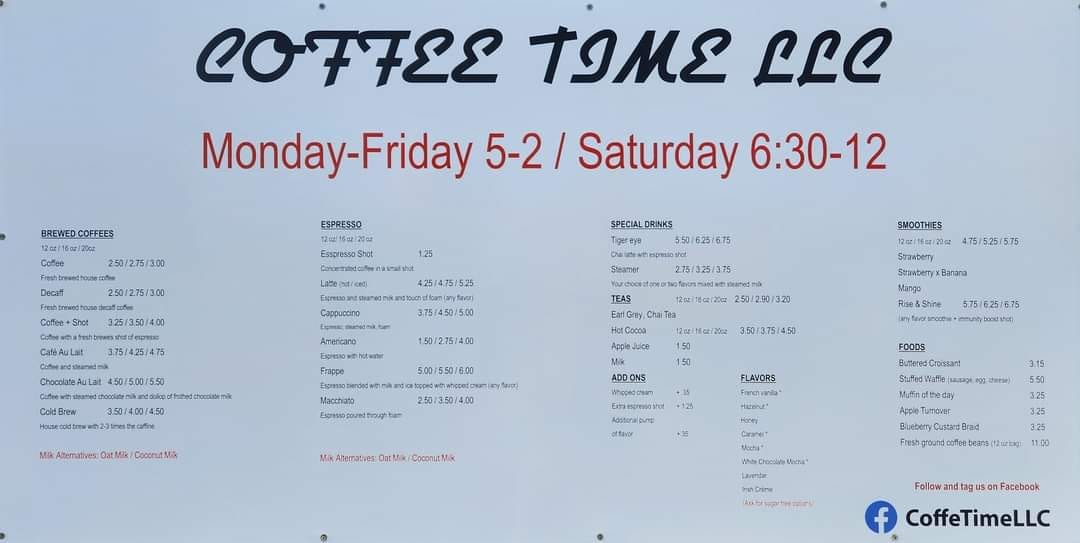 COFFEE TIME LLC
Monday-Friday 5-2 / Saturday 6:30-12
BREWED COFFEES
12 oz / 16 oz / 20oz
Coffee 2.50 / 2.75 / 3.00
Fresh brewed house coffee
Decaff 2.50 / 2.75 / 3.00
Fresh brewed house decaff coffee
Coffee + Shot 3.25 / 3.50 / 4.00
Coffee with a fresh brewes shot of espresso
Café Au Lait 3.75 / 4.25 / 4.75
Coffee and steamed milk
Chocolate Au Lait 4.50 / 5.00 / 5.50
Coffee with steamed chocolate milk and dollop of frothed chocolate milk
Cold Brew 3.50 / 4.00 / 4.50
House cold brew with 2-3 times the caffine.
Milk Alternatives: Oat Milk / Coconut Milk
ESPRESSO
12 oz/ 16 oz / 20 oz
Esspresso Shot 1.25
Concentrated coffee in a small shot
Latte (hot / iced) 4.25 / 4.75 / 5.25
Espresso and steamed milk and touch of foam (any flavor)
Cappuccino 3.75 / 4.50 / 5.00
Espresso, steamed milk, foam
Americano 1.50 / 2.75 / 4.00
Espresso with hot water
Frappe 5.00 / 5.50 / 6.00
Espresso blended with milk and ice topped with whipped cream (any flavor)
Macchiato 2.50 / 3.50 / 4.00
Espresso poured through foam
Milk Alternatives: Oat Milk / Coconut Milk
SPECIAL DRINKS
Tiger eye 5.50 / 6.25 / 6.75
Chai latte with espresso shot
Steamer 2.75 / 3.25 / 3.75
Your choice of one or two flavors mixed with steamed milk
TEAS 12 oz / 16 oz / 20oz 2.50 / 2.90 / 3.20
Earl Grey, Chai Tea
Hot Cocoa 12 oz / 16 oz / 20oz 3.50 / 3.75 / 4.50
Apple Juice 1.50
Milk 1.50
ADD ONS
Whipped cream + .35
Extra espresso shot + 1.25
Additional pump
of flavor +.35
FLAVORS
French vanilla *
Hazelnut *
Honey
Caramel *
Mocha *
White Chocolate Mocha *
Lavendar
Irish Crème
(Ask for sugar free options)
SMOOTHIES
12 oz / 16 oz / 20 oz 4.75 / 5.25 / 5.75
Strawberry
Strawberry x Banana
Mango
Rise & Shine 5.75 / 6.25 / 6.75
(any flavor smoothie + immunity boost shot)
FOODS
Buttered Croissant 3.15
Stuffed Waffle (sausage, egg, cheese) 5.50
Muffin of the day 3.25
Apple Turnover 3.25
Blueberry Custard Braid 3.25
Fresh ground coffee beans (12 oz bag) 11.00
Follow and tag us on Facebook
CoffeTimeLLC